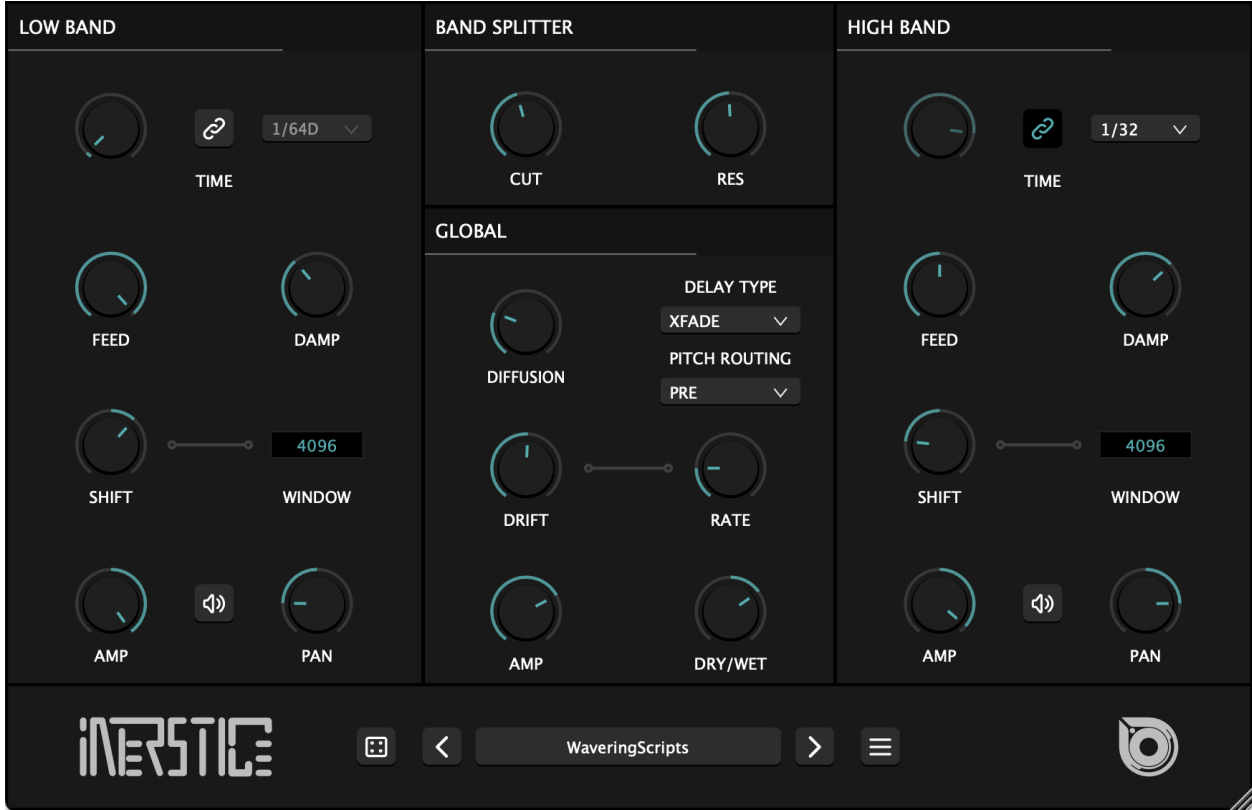 LOW BAND
1/64D
TIME
FEED
DAMP
4096
SHIFT
WINDOW
AMP
PAN
BAND SPLITTER
CUT
RES
GLOBAL
DELAY TYPE
XFADE
DIFFUSION
PITCH ROUTING
PRE
DRIFT
RATE
AMP
DRY/WET
HIGH BAND
1/32
TIME
FEED
DAMP
4096
SHIFT
WINDOW
AMP
PAN
iNERSTICE
WaveringScripts